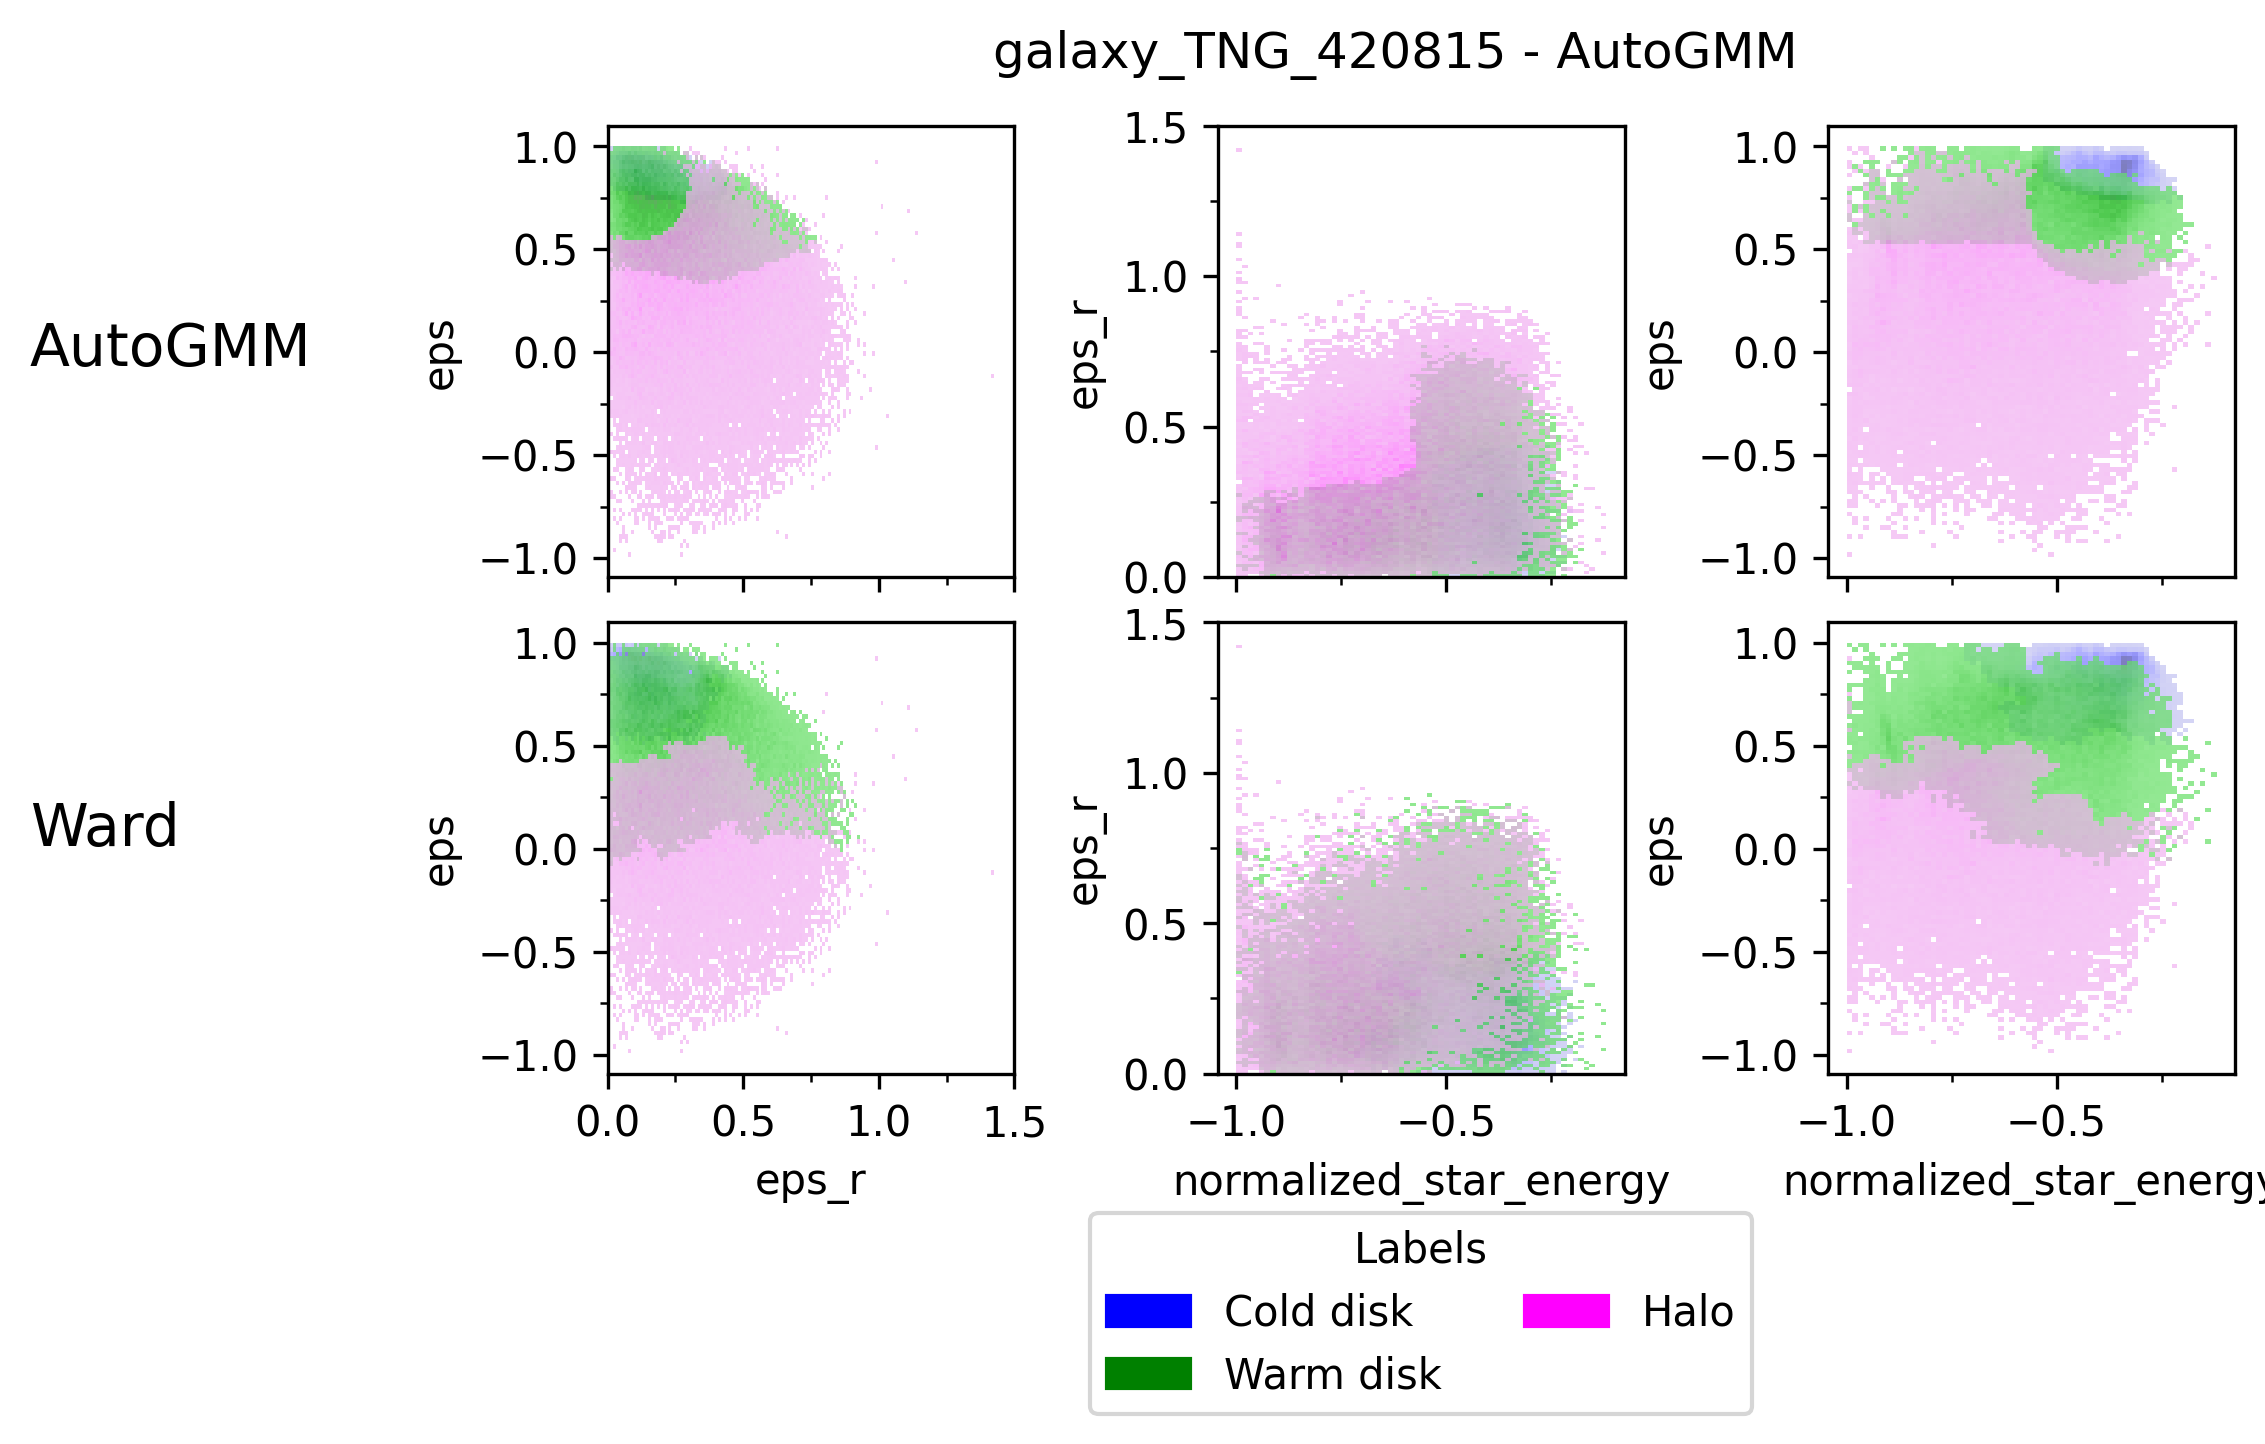 galaxy_TNG_420815 - AutoGMM
AutoGMM
eps
1.0
0.5
0.0
−0.5
−1.0
eps_r
1.5
1.0
0.5
0.0
eps
1.0
0.5
0.0
−0.5
−1.0
Ward
eps
1.0
0.5
0.0
−0.5
−1.0
0.0 0.5 1.0 1.5
eps_r
eps_r
1.5
1.0
0.5
0.0
−1.0 −0.5
normalized_star_energy
eps
1.0
0.5
0.0
−0.5
−1.0
−1.0 −0.5
normalized_star_energy
Labels
Cold disk Halo
Warm disk